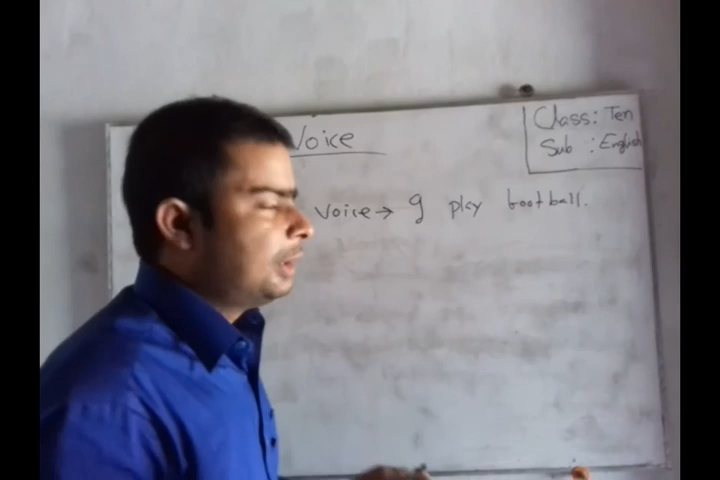 Voice
Class: Ten
Sub : English
Voice → I play football.